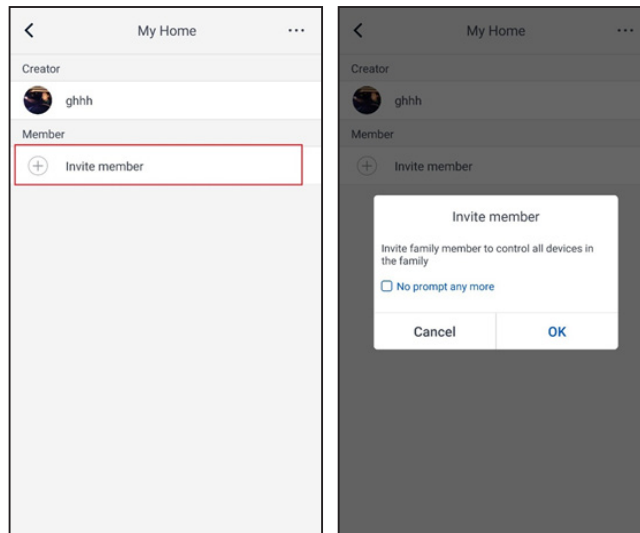 My Home
Creator
ghhh
Member
Invite member
My Home
Creator
ghhh
Member
Invite member
Invite member
Invite family member to control all devices in
the family
No prompt any more
Cancel OK